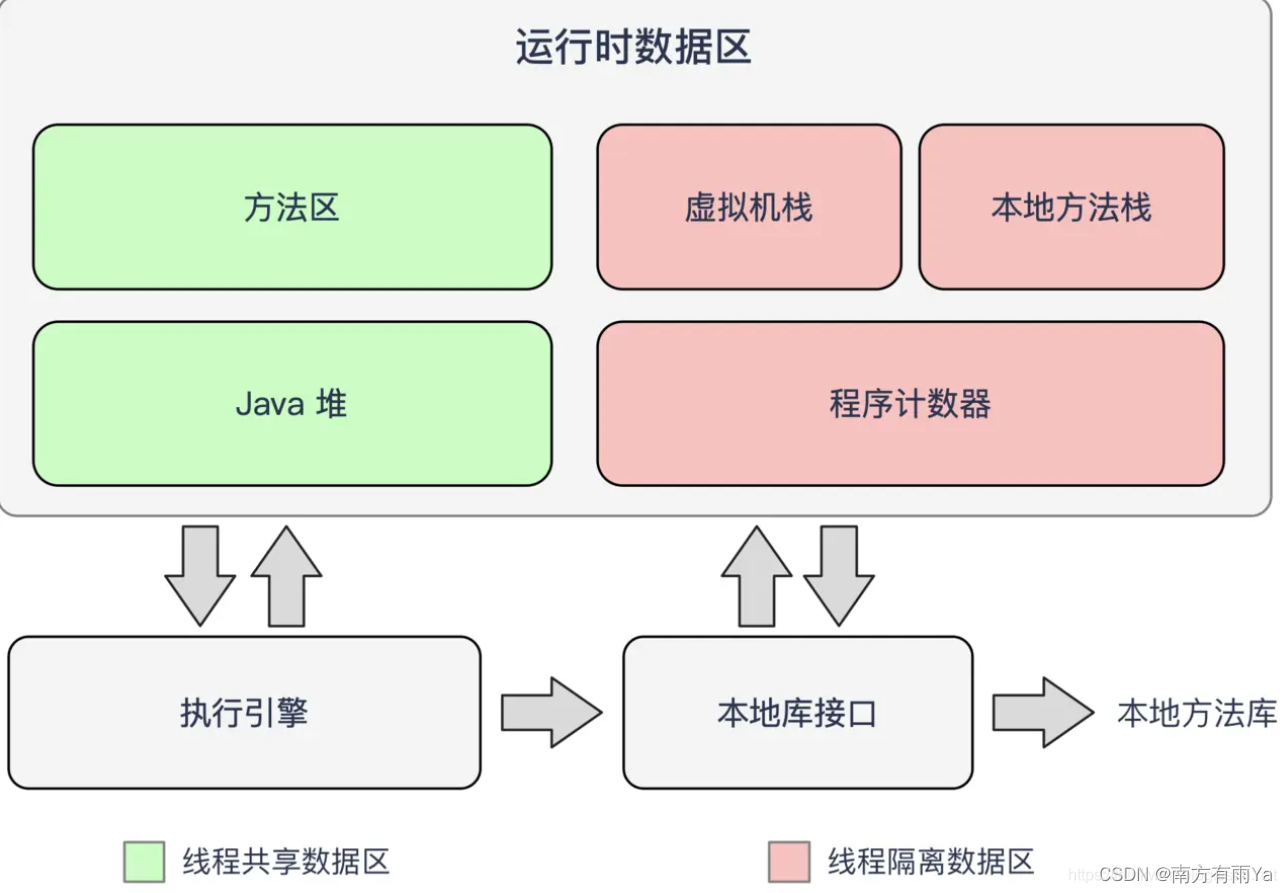 运行时数据区
方法区
虚拟机栈
本地方法栈
Java 堆
程序计数器
执行引擎
本地库接口
本地方法库
线程共享数据区
线程隔离数据区
CSDN @南方有雨Yai